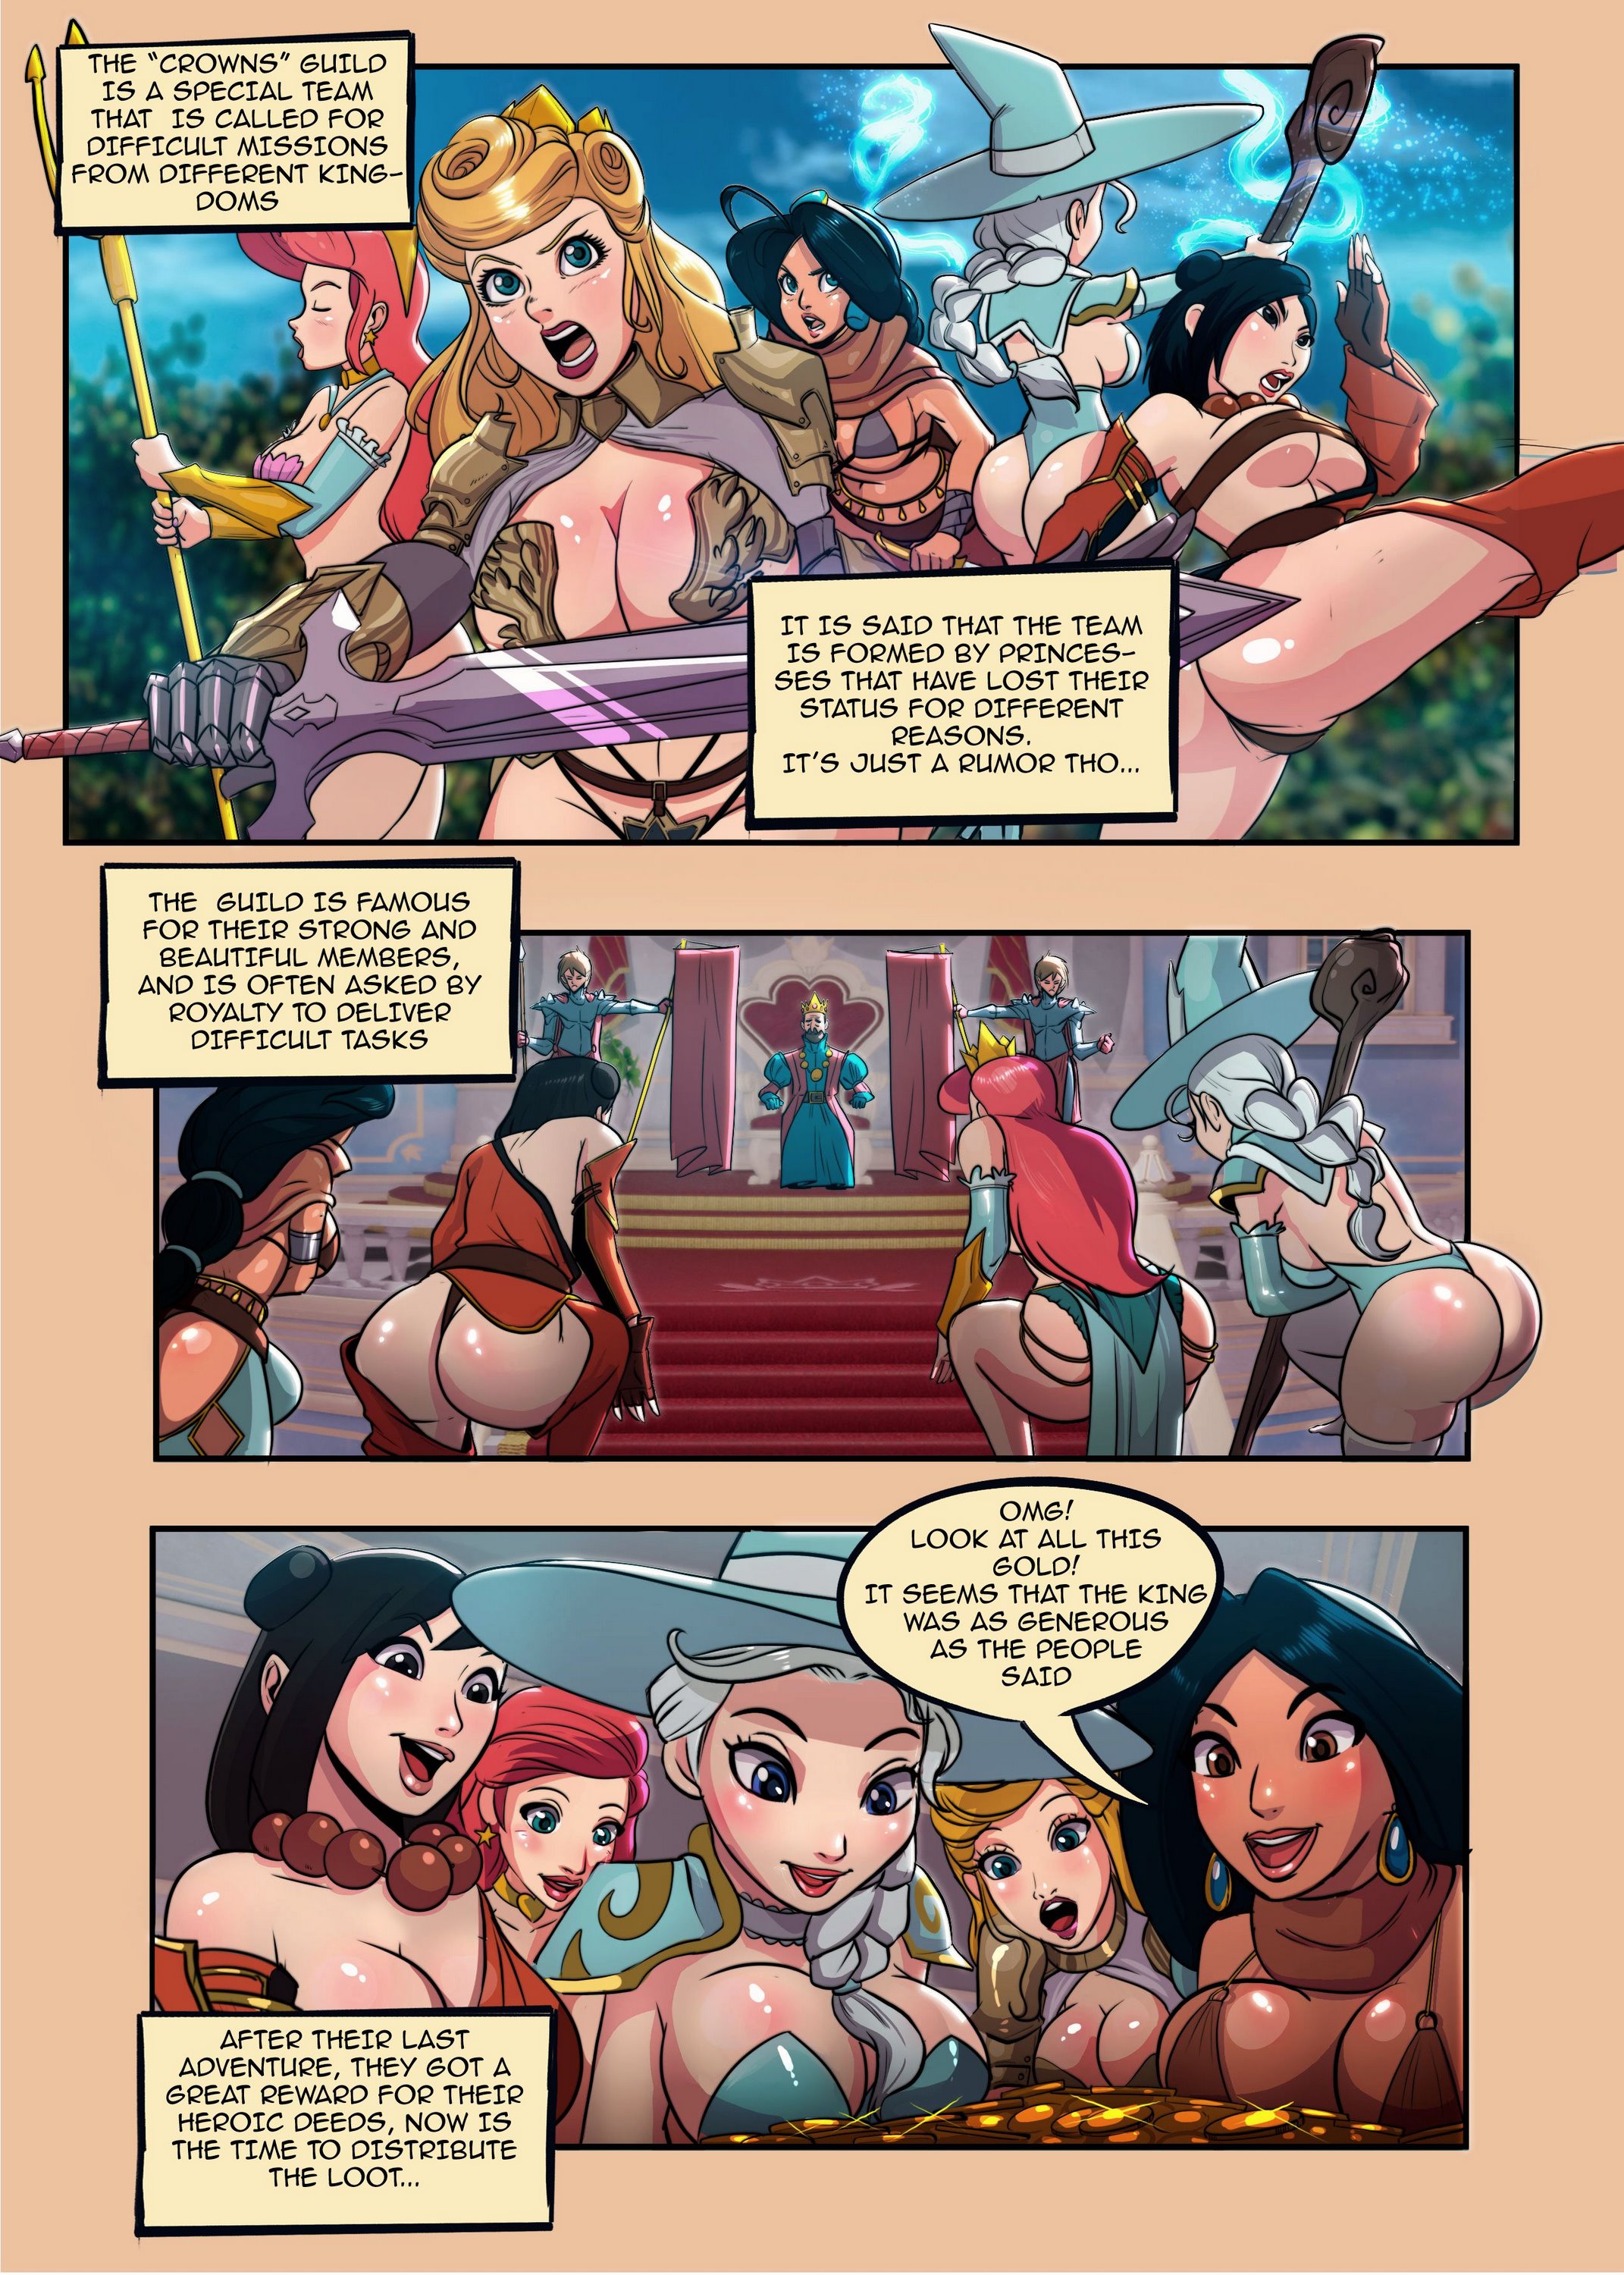 THE "CROWNS" GUILD
IS A SPECIAL TEAM
THAT IS CALLED FOR
DIFFICULT MISSIONS
FROM DIFFERENT KING-
DOMS
IT IS SAID THAT THE TEAM
IS FORMED BY PRINCES-
SES THAT HAVE LOST THEIR
STATUS FOR DIFFERENT
REASONS.
IT'S JUST A RUMOR THO...
THE GUILD IS FAMOUS
FOR THEIR STRONG AND
BEAUTIFUL MEMBERS,
AND IS OFTEN ASKED BY
ROYALTY TO DELIVER
DIFFICULT TASKS
OMG!
LOOK AT ALL THIS
GOLD!
IT SEEMS THAT THE KING
WAS AS GENEROUS
AS THE PEOPLE
SAID
AFTER THEIR LAST
ADVENTURE, THEY GOT A
GREAT REWARD FOR THEIR
HEROIC DEEDS, NOW IS
THE TIME TO DISTRIBUTE
THE LOOT...